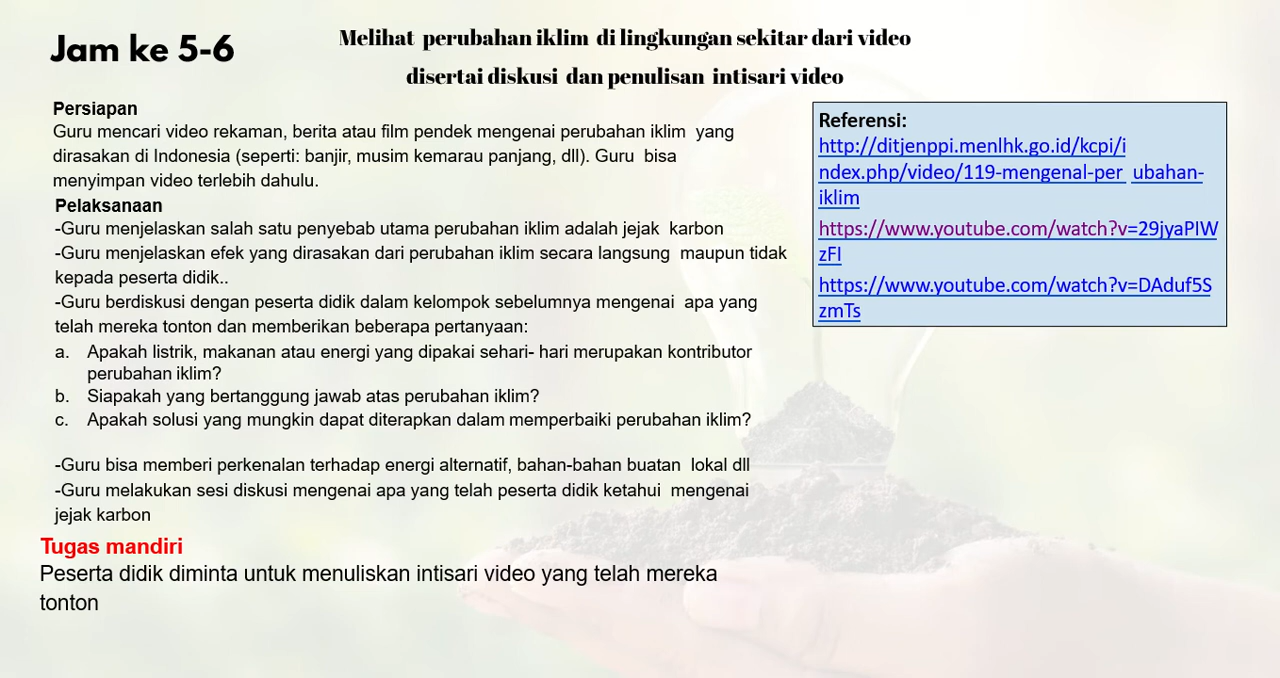 Jam ke 5-6
Melihat perubahan iklim di lingkungan sekitar dari video
disertai diskusi dan penulisan intisari video
Persiapan
Guru mencari video rekaman, berita atau film pendek mengenai perubahan iklim yang
dirasakan di Indonesia (seperti: banjir, musim kemarau panjang, dll). Guru bisa
menyimpan video terlebih dahulu.
Pelaksanaan
-Guru menjelaskan salah satu penyebab utama perubahan iklim adalah jejak karbon
-Guru menjelaskan efek yang dirasakan dari perubahan iklim secara langsung maupun tidak
kepada peserta didik..
-Guru berdiskusi dengan peserta didik dalam kelompok sebelumnya mengenai apa yang
telah mereka tonton dan memberikan beberapa pertanyaan:
a. Apakah listrik, makanan atau energi yang dipakai sehari- hari merupakan kontributor
perubahan iklim?
b. Siapakah yang bertanggung jawab atas perubahan iklim?
c. Apakah solusi yang mungkin dapat diterapkan dalam memperbaiki perubahan iklim?
-Guru bisa memberi perkenalan terhadap energi alternatif, bahan-bahan buatan lokal dll
-Guru melakukan sesi diskusi mengenai apa yang telah peserta didik ketahui mengenai
jejak karbon
Tugas mandiri
Peserta didik diminta untuk menuliskan intisari video yang telah mereka
tonton
Referensi:
http://ditjenppi.menlhk.go.id/kcpi/i
ndex.php/video/119-mengenal-per ubahan-
iklim
https://www.youtube.com/watch?v=29jyaPIW
zFI
https://www.youtube.com/watch?v=DAduf5S
zmTs